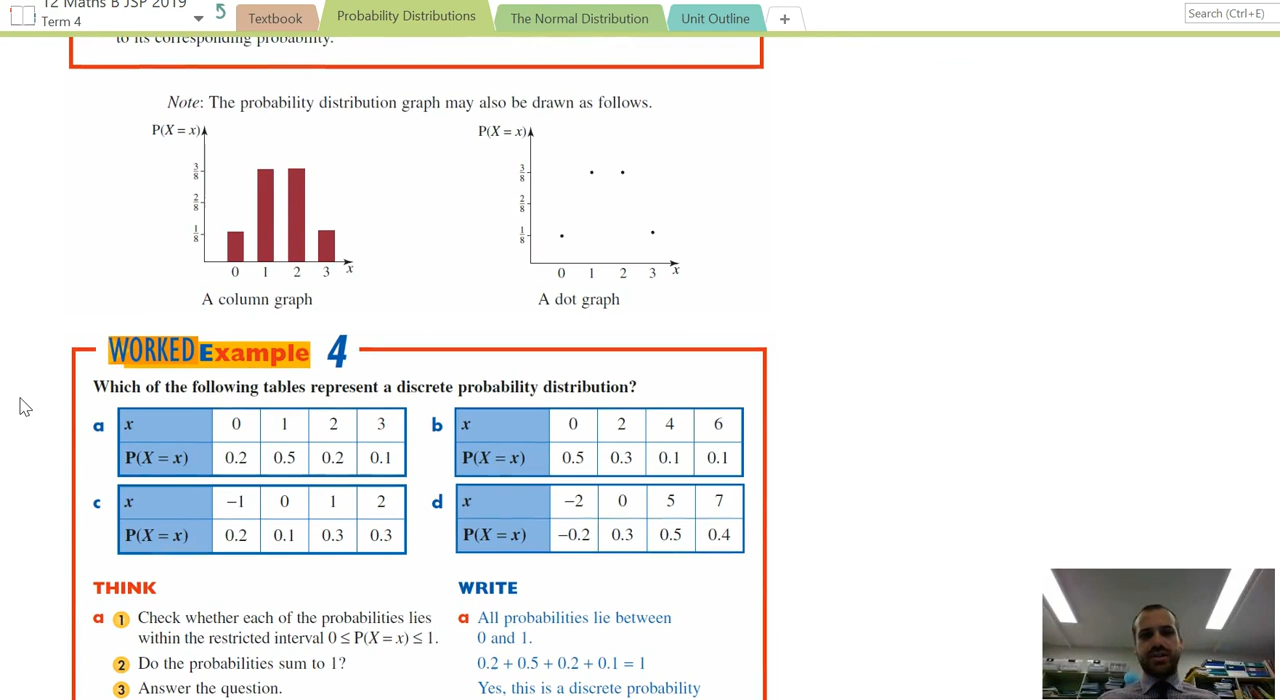 12 Maths B JSP 2019
Term 4
Textbook
Probability Distributions
The Normal Distribution
Unit Outline
+
Search (Ctrl+E)
to its corresponding probability.
Note: The probability distribution graph may also be drawn as follows.
P(X = x)
3/8
2/8
1/8
0 1 2 3 x
A column graph
P(X = x)
3/8
2/8
1/8
0 1 2 3 x
A dot graph
WORKED Example 4
Which of the following tables represent a discrete probability distribution?
a x 0 1 2 3
P(X = x) 0.2 0.5 0.2 0.1
b x 0 2 4 6
P(X = x) 0.5 0.3 0.1 0.1
c x −1 0 1 2
P(X = x) 0.2 0.1 0.3 0.3
d x −2 0 5 7
P(X = x) −0.2 0.3 0.5 0.4
THINK
a 1 Check whether each of the probabilities lies
within the restricted interval 0 ≤ P(X = x) ≤ 1.
2 Do the probabilities sum to 1?
3 Answer the question.
WRITE
a All probabilities lie between
0 and 1.
0.2 + 0.5 + 0.2 + 0.1 = 1
Yes, this is a discrete probability